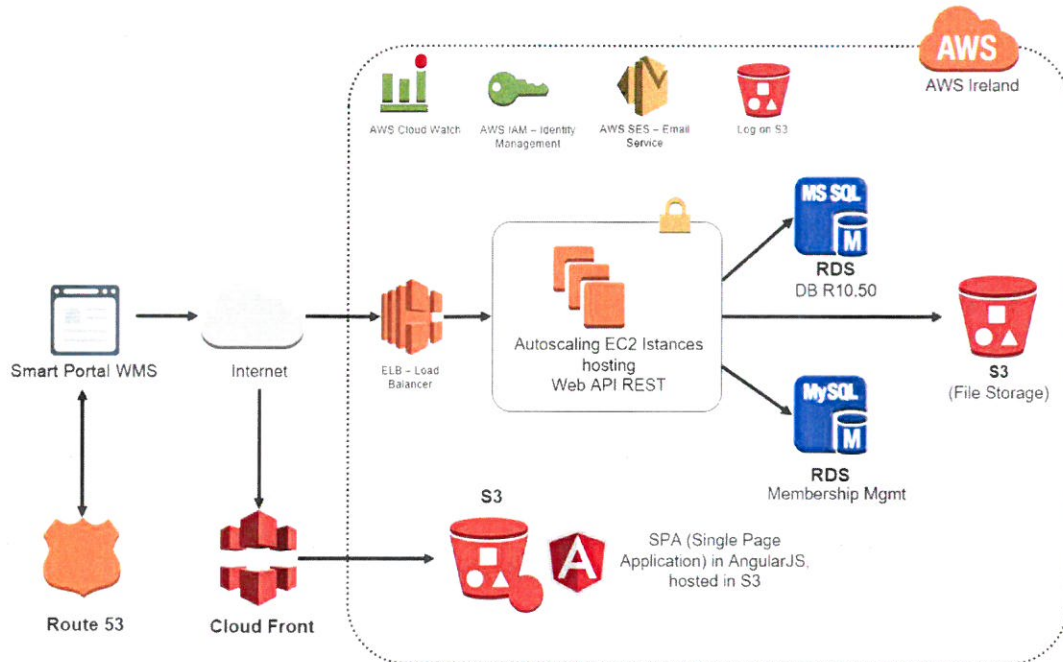 AWS
AWS Ireland
AWS Cloud Watch
AWS IAM – Identity
Management
AWS SES – Email
Service
Log on S3
MS SQL
M
RDS
DB R10.50
Smart Portal WMS
Internet
ELB – Load
Balancer
Autoscaling EC2 Istances
hosting
Web API REST
S3
(File Storage)
MySQL
M
RDS
Membership Mgmt
S3
A
SPA (Single Page
Application) in AngularJS,
hosted in S3
Route 53
Cloud Front